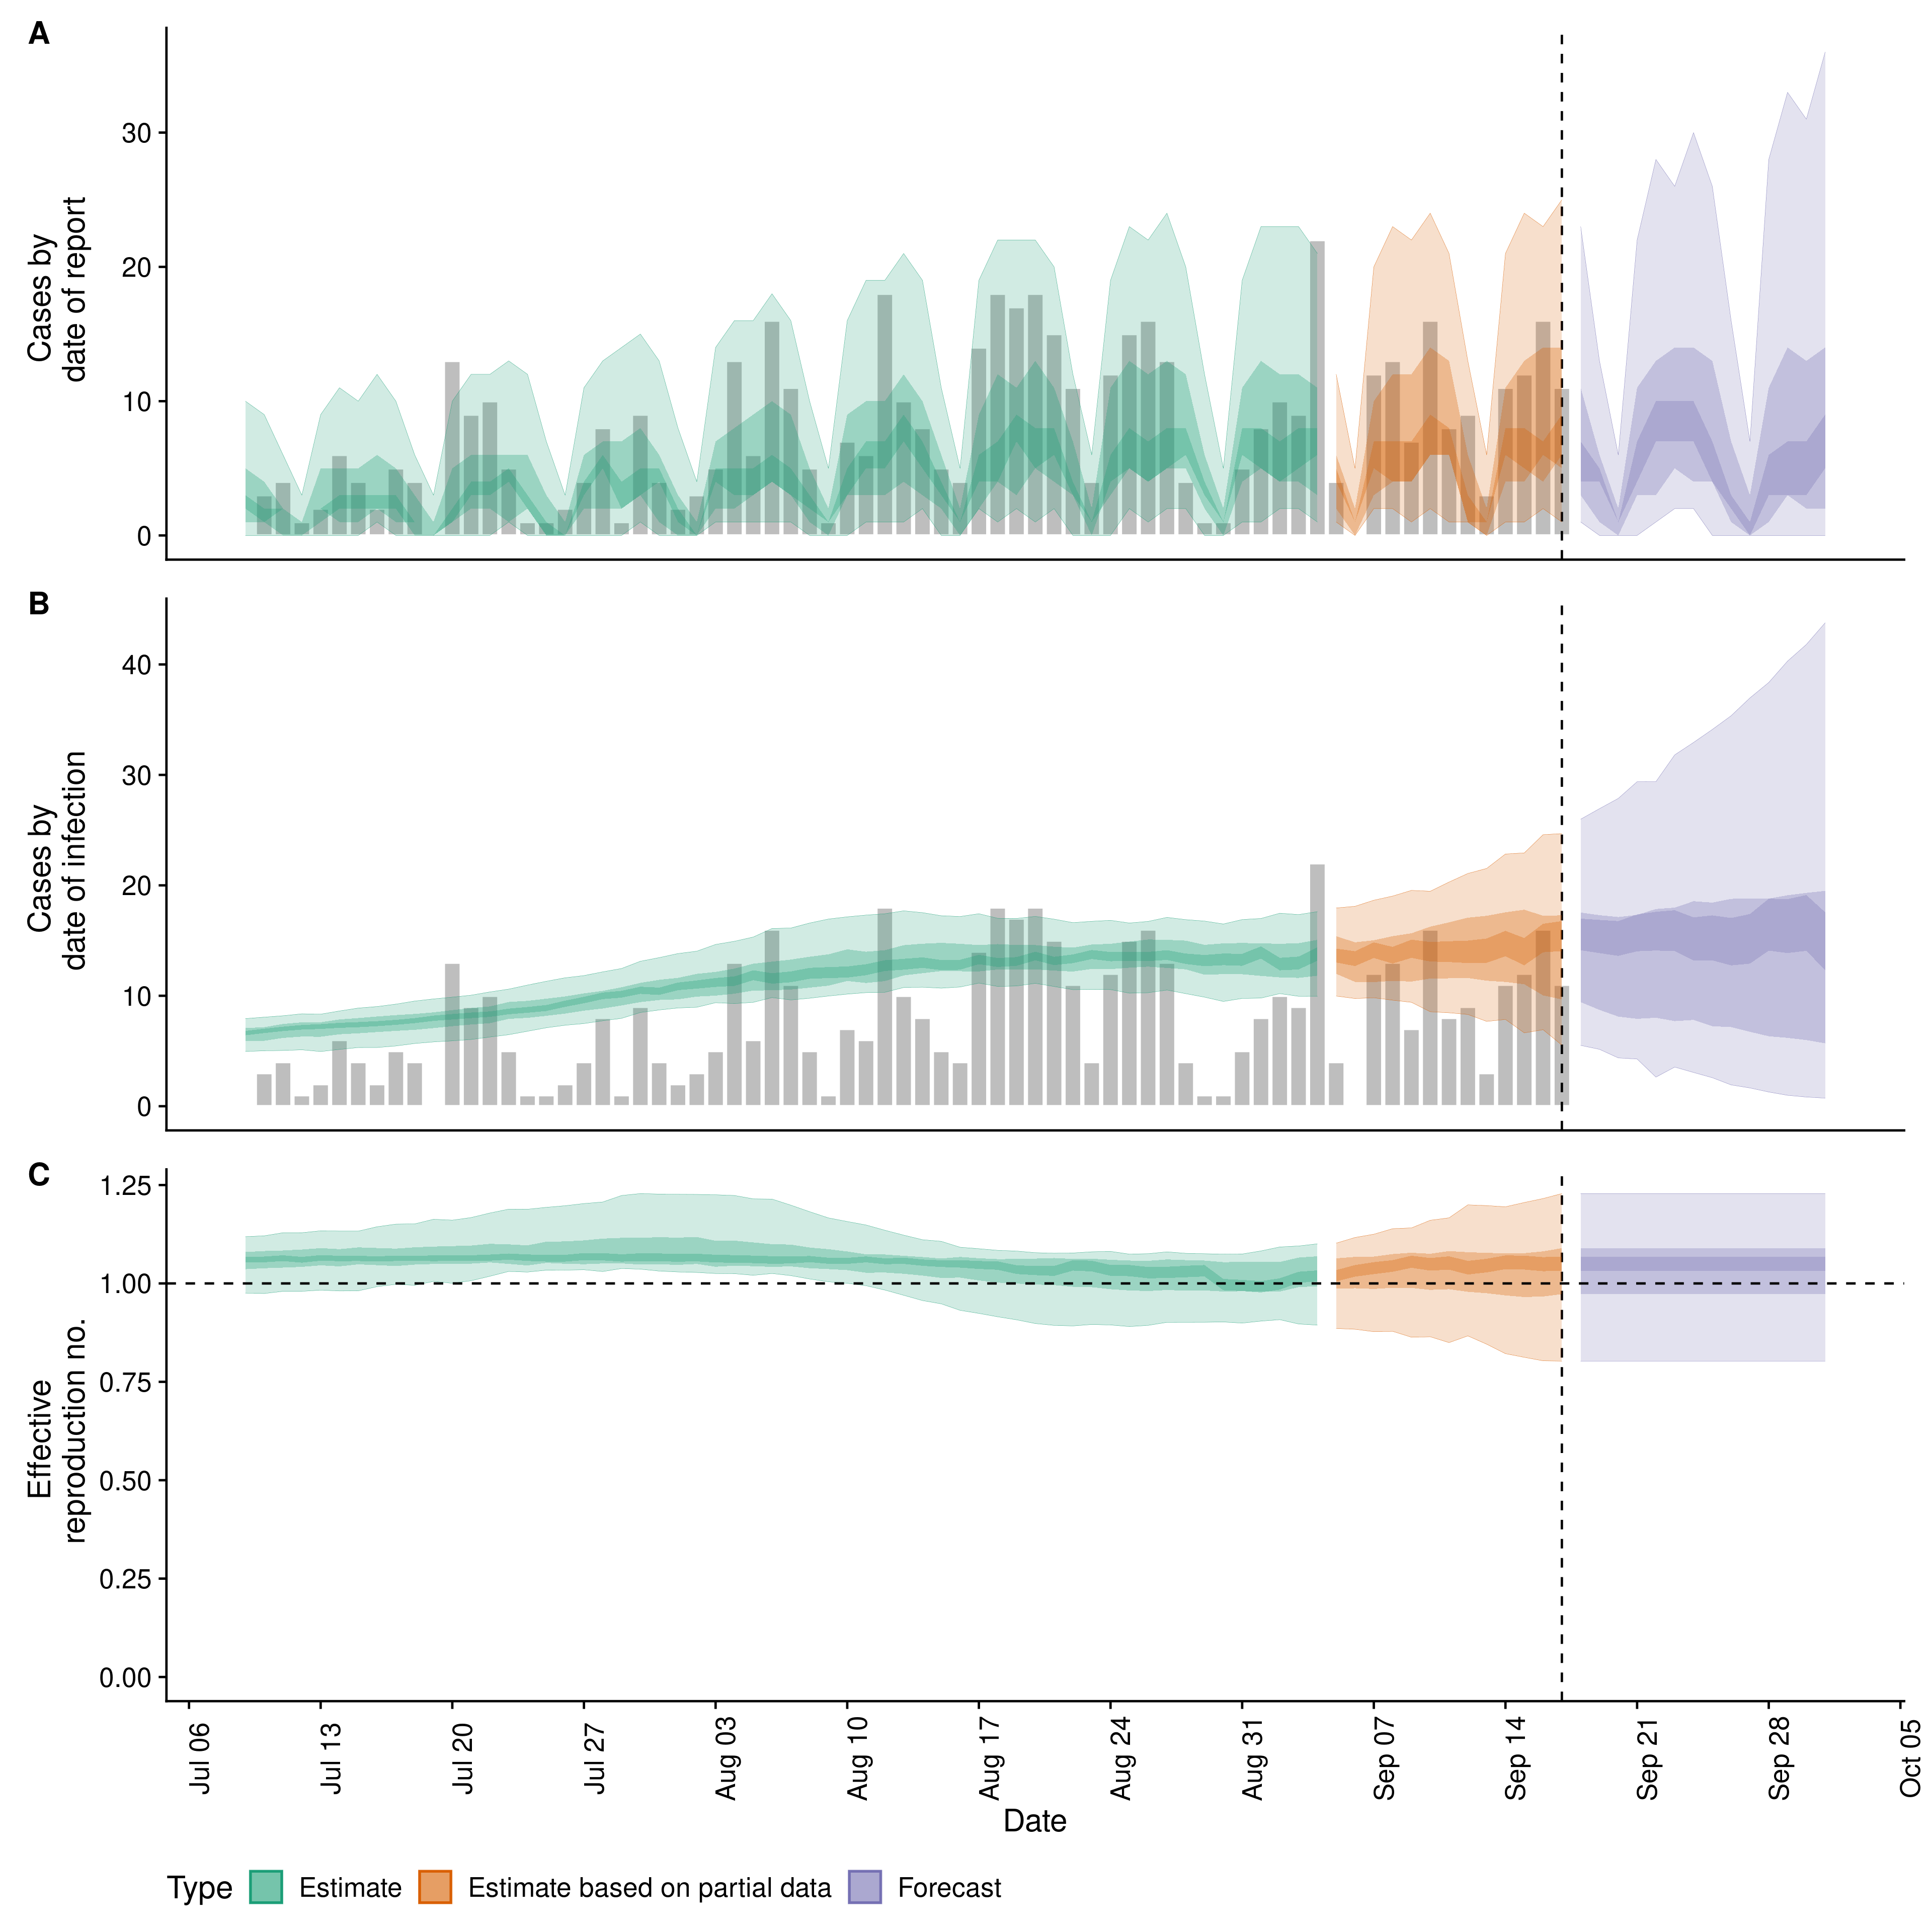 A
Cases by
date of report
30
20
10
0
B
Cases by
date of infection
40
30
20
10
0
C
Effective
reproduction no.
1.25
1.00
0.75
0.50
0.25
0.00
Jul 06
Jul 13
Jul 20
Jul 27
Aug 03
Aug 10
Aug 17
Aug 24
Aug 31
Sep 07
Sep 14
Sep 21
Sep 28
Oct 05
Date
Type Estimate Estimate based on partial data Forecast